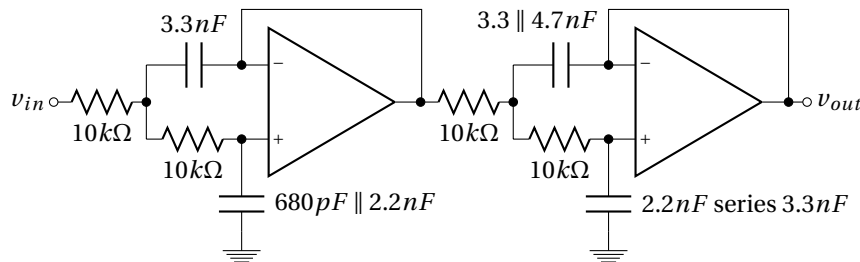 3.3nF
3.3 ∥ 4.7nF
−
−
v_in
v_out
10kΩ
10kΩ
+
+
10kΩ
10kΩ
680pF ∥ 2.2nF
2.2nF series 3.3nF